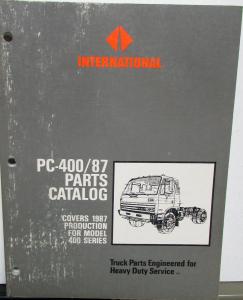 INTERNATIONAL
PC-400/87
PARTS
CATALOG
COVERS 1987
PRODUCTION
FOR MODEL
400 SERIES
Truck Parts Engineered for
Heavy Duty Service